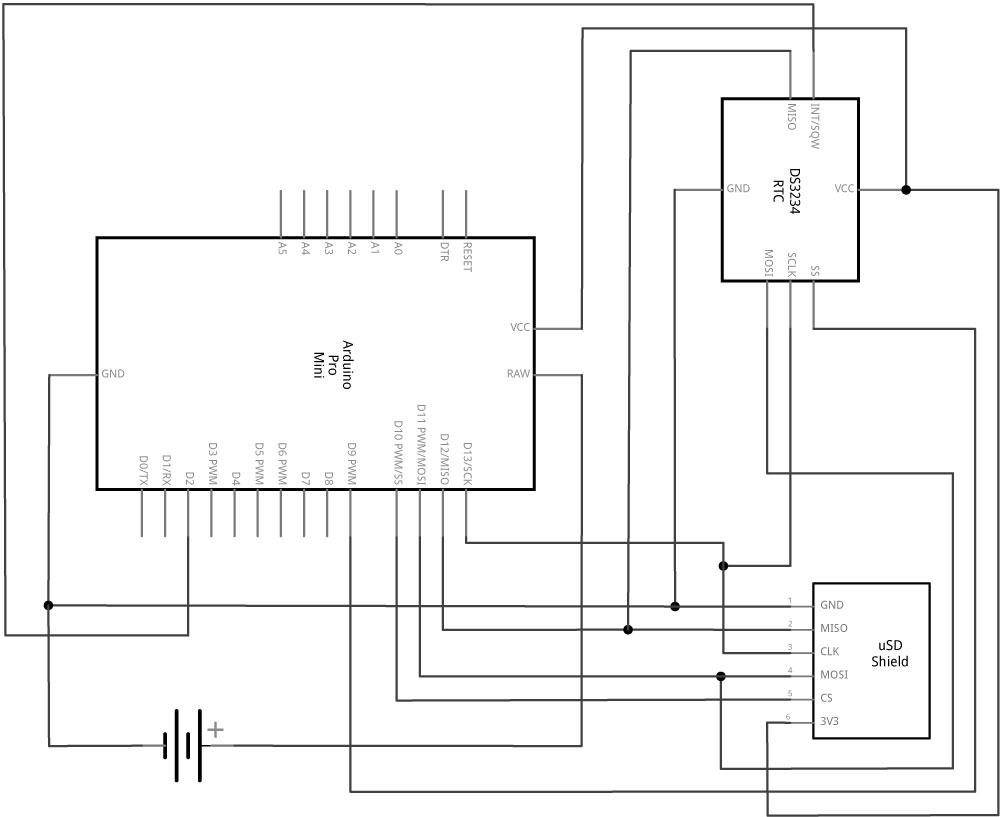 MISO
INT/SQW
DS3234
RTC
GND
VCC
MOSI
SCLK
SS
A5
A4
A3
A2
A1
A0
DTR
RESET
VCC
Arduino
Pro
Mini
GND
RAW
D0/TX
D1/RX
D2
D3 PWM
D4
D5 PWM
D6 PWM
D7
D8
D9 PWM
D10 PWM/SS
D11 PWM/MOSI
D12/MISO
D13/SCK
1 GND
2 MISO
3 CLK
4 MOSI
5 CS
6 3V3
uSD
Shield
+